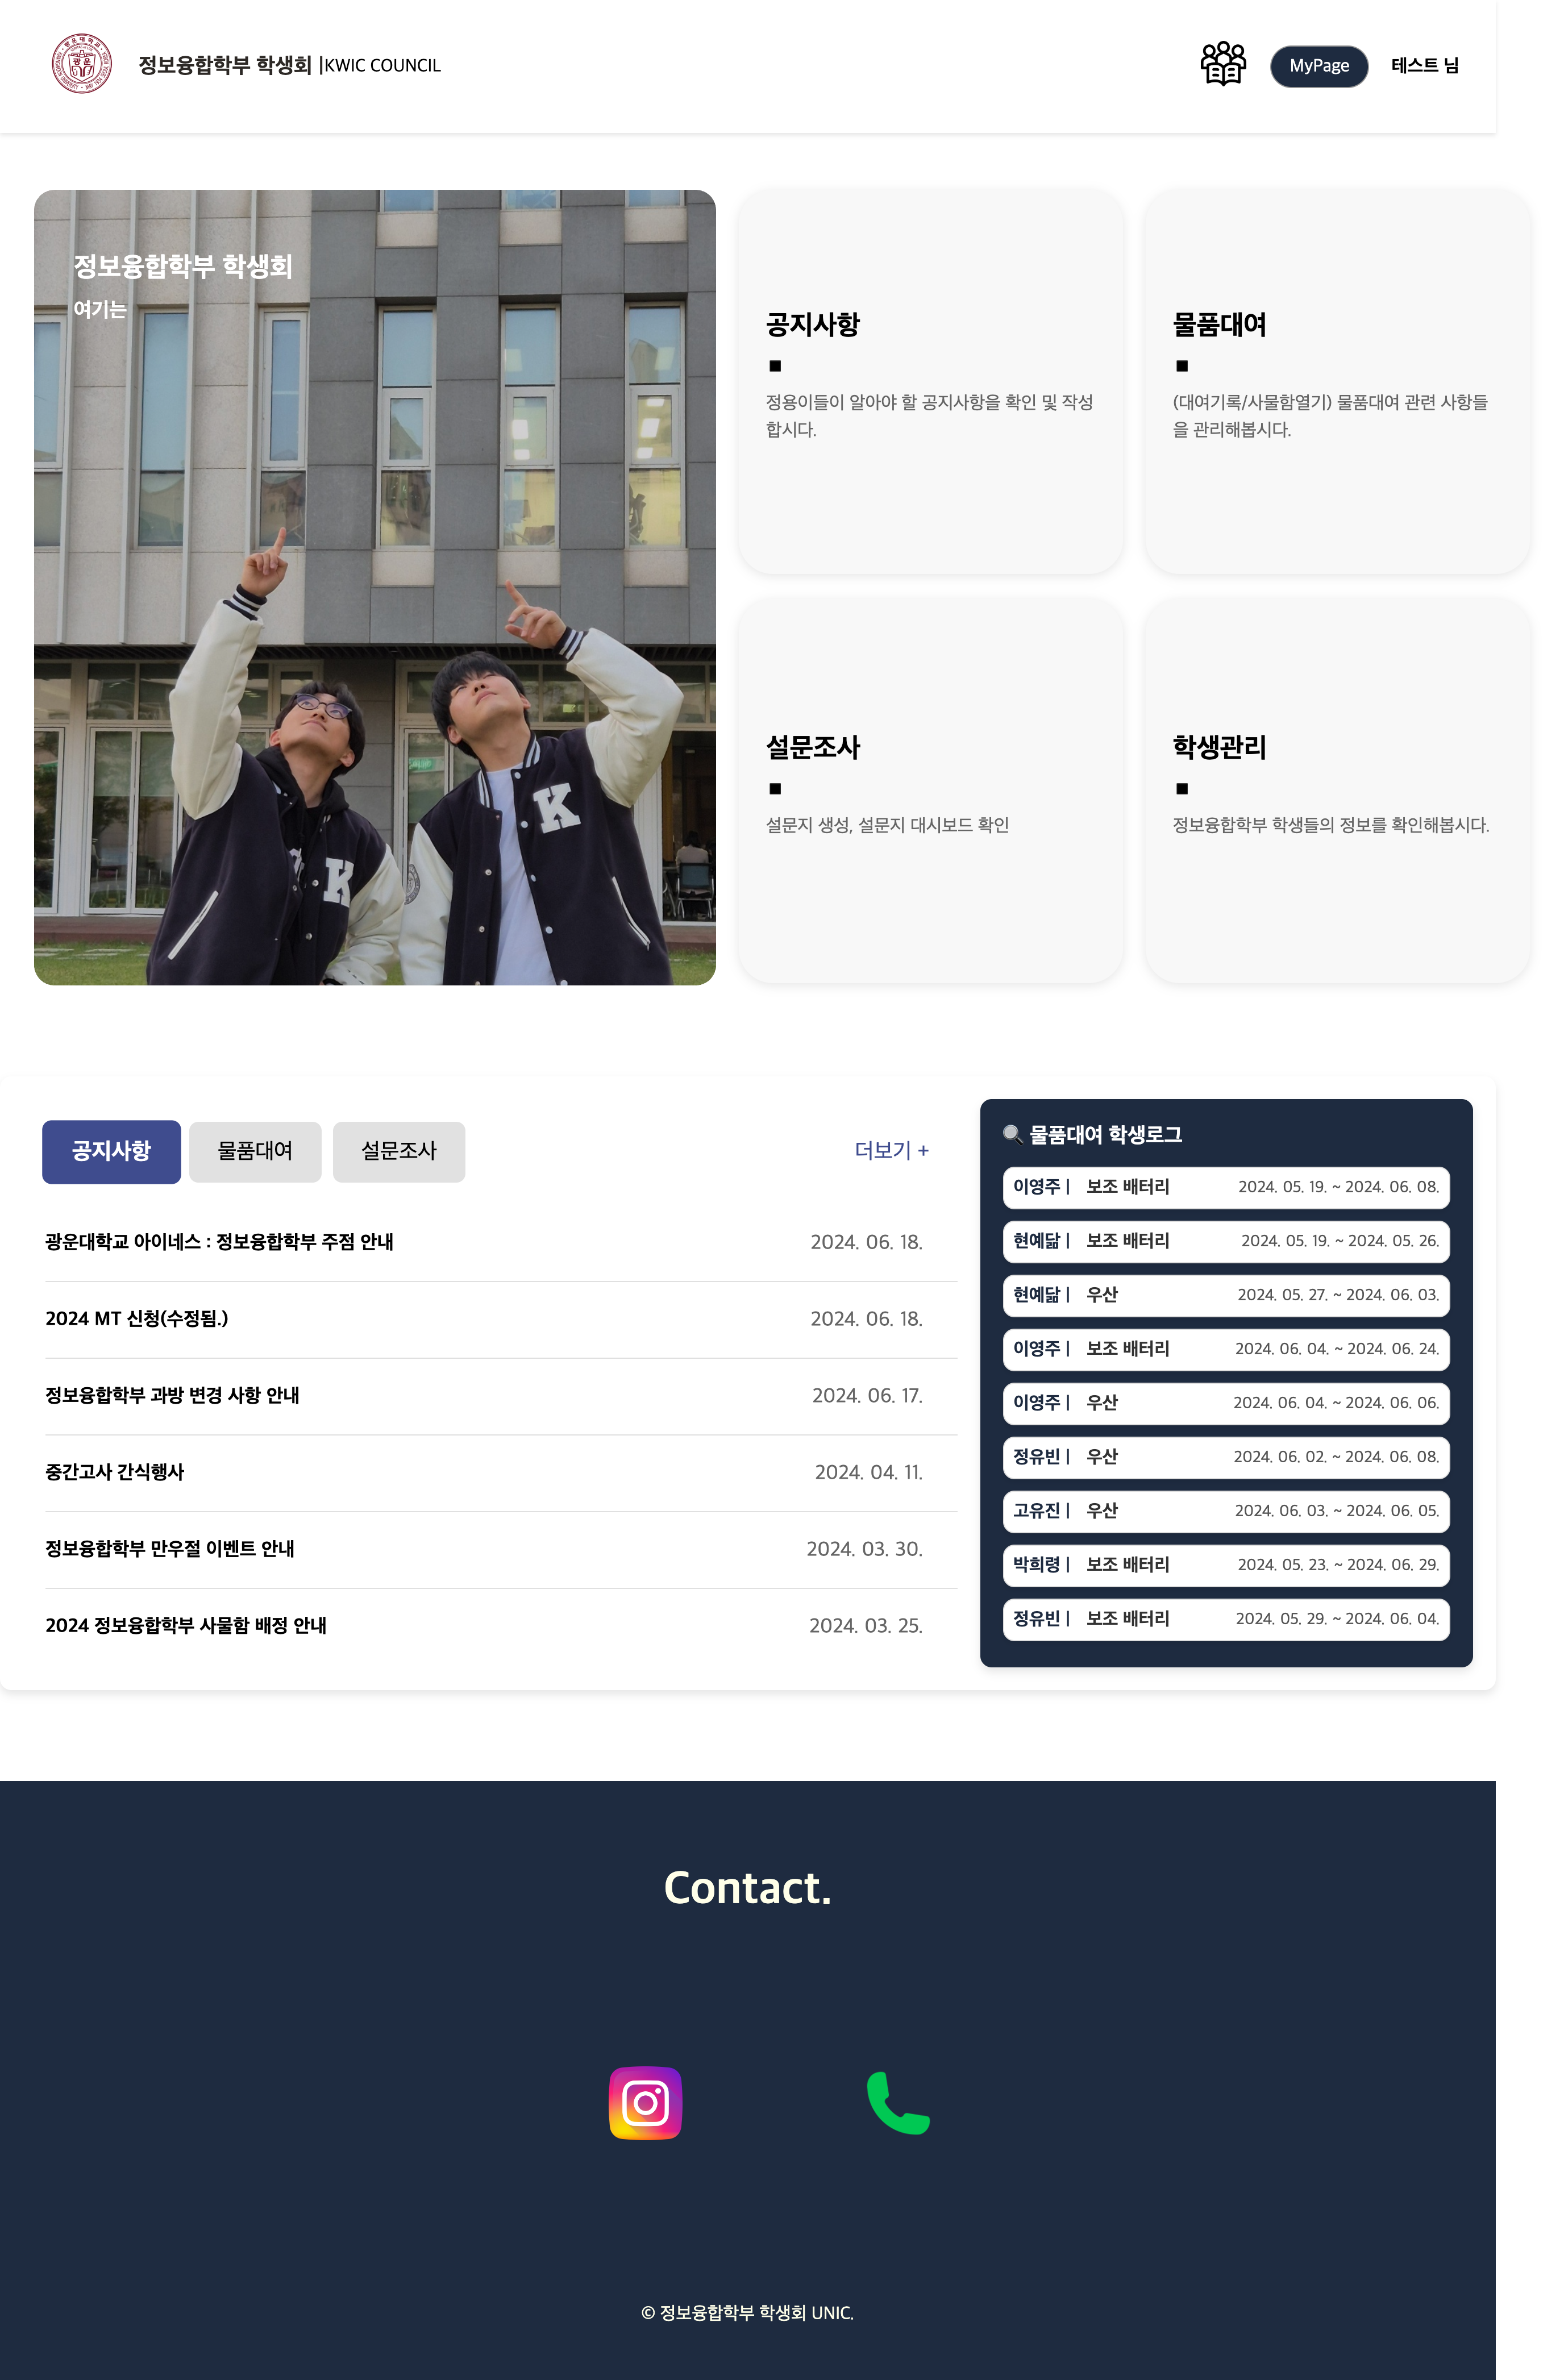 정보융합학부 학생회 |KWIC COUNCIL
MyPage
테스트 님
정보융합학부 학생회
여기는
공지사항
정용이들이 알아야 할 공지사항을 확인 및 작성
합시다.
물품대여
(대여기록/사물함열기) 물품대여 관련 사항들
을 관리해봅시다.
K
K
설문조사
설문지 생성, 설문지 대시보드 확인
학생관리
정보융합학부 학생들의 정보를 확인해봅시다.
공지사항
물품대여
설문조사
더보기 +
광운대학교 아이네스 : 정보융합학부 주점 안내 2024. 06. 18.
2024 MT 신청(수정됨.) 2024. 06. 18.
정보융합학부 과방 변경 사항 안내 2024. 06. 17.
중간고사 간식행사 2024. 04. 11.
정보융합학부 만우절 이벤트 안내 2024. 03. 30.
2024 정보융합학부 사물함 배정 안내 2024. 03. 25.
물품대여 학생로그
이영주 | 보조 배터리 2024. 05. 19. ~ 2024. 06. 08.
현예닮 | 보조 배터리 2024. 05. 19. ~ 2024. 05. 26.
현예닮 | 우산 2024. 05. 27. ~ 2024. 06. 03.
이영주 | 보조 배터리 2024. 06. 04. ~ 2024. 06. 24.
이영주 | 우산 2024. 06. 04. ~ 2024. 06. 06.
정유빈 | 우산 2024. 06. 02. ~ 2024. 06. 08.
고유진 | 우산 2024. 06. 03. ~ 2024. 06. 05.
박희령 | 보조 배터리 2024. 05. 23. ~ 2024. 06. 29.
정유빈 | 보조 배터리 2024. 05. 29. ~ 2024. 06. 04.
Contact.
© 정보융합학부 학생회 UNIC.